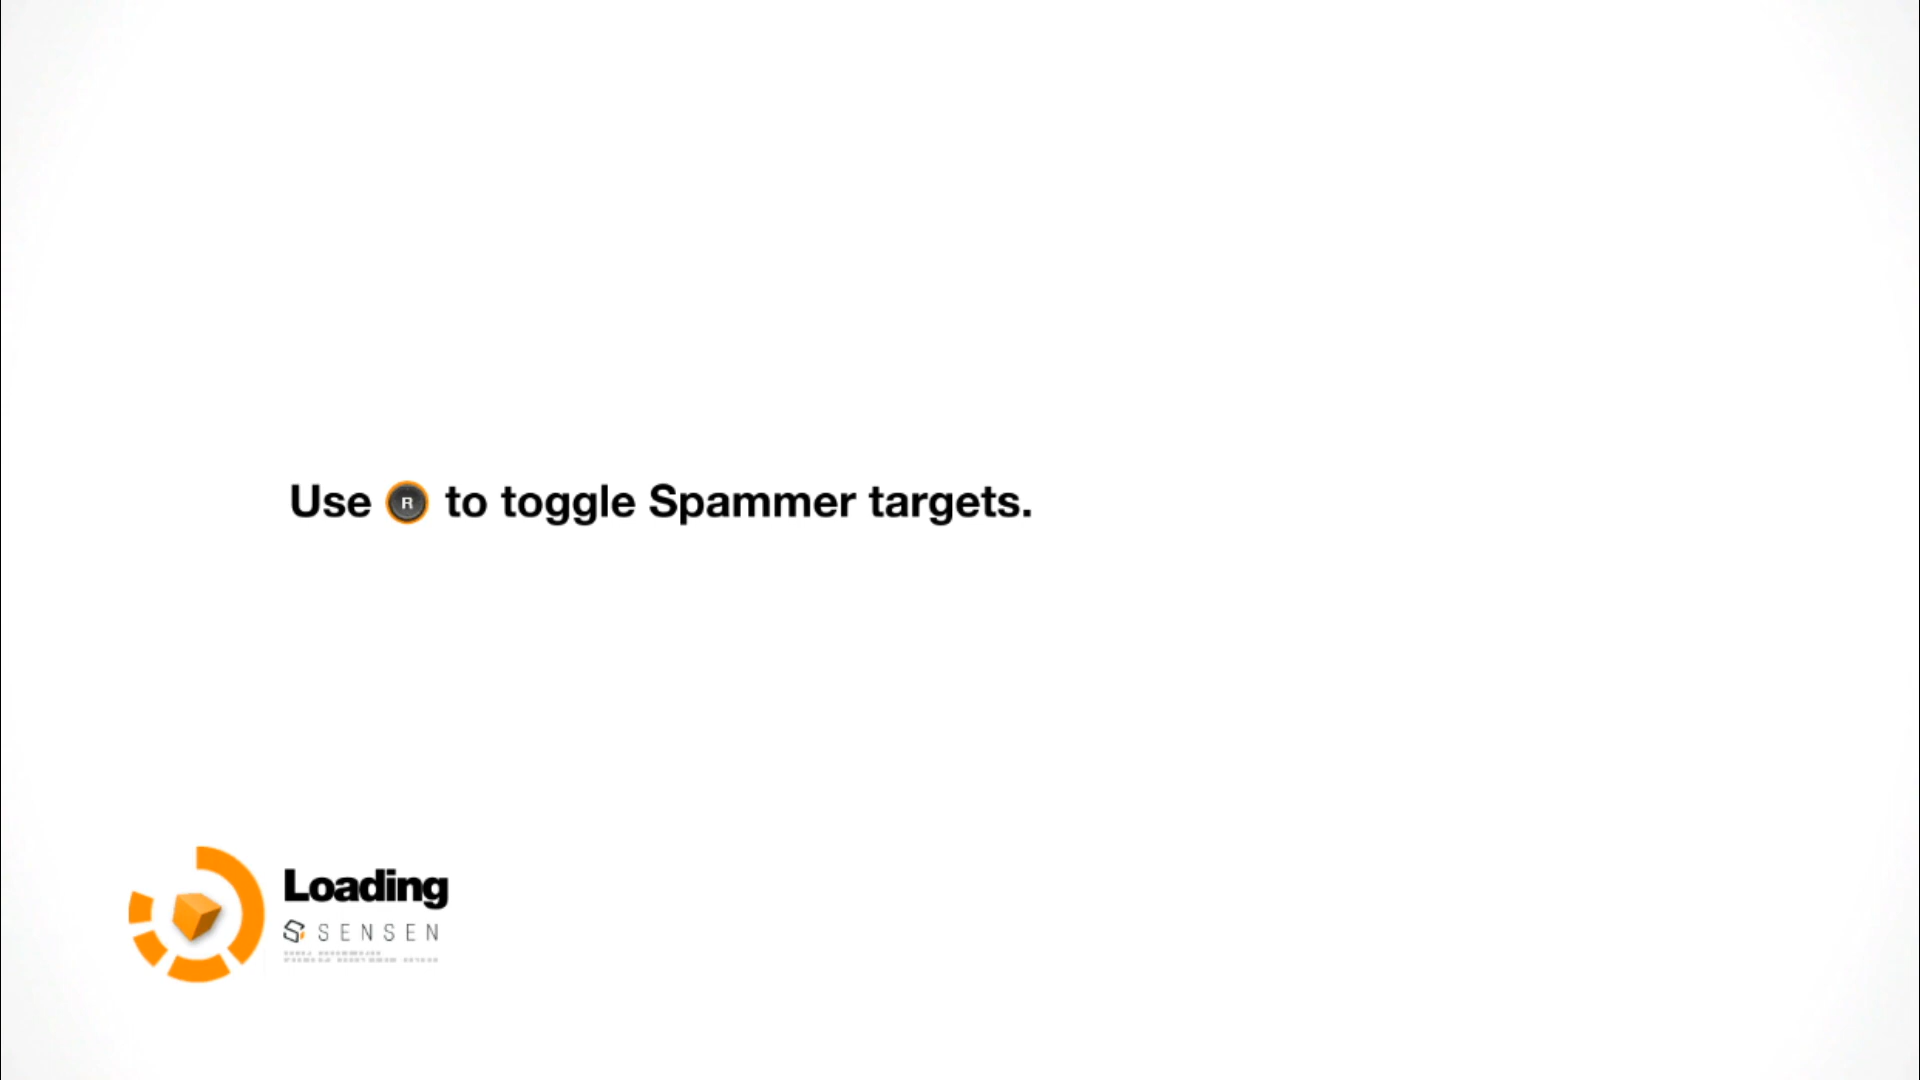 Use R to toggle Spammer targets.
Loading
SENSEN